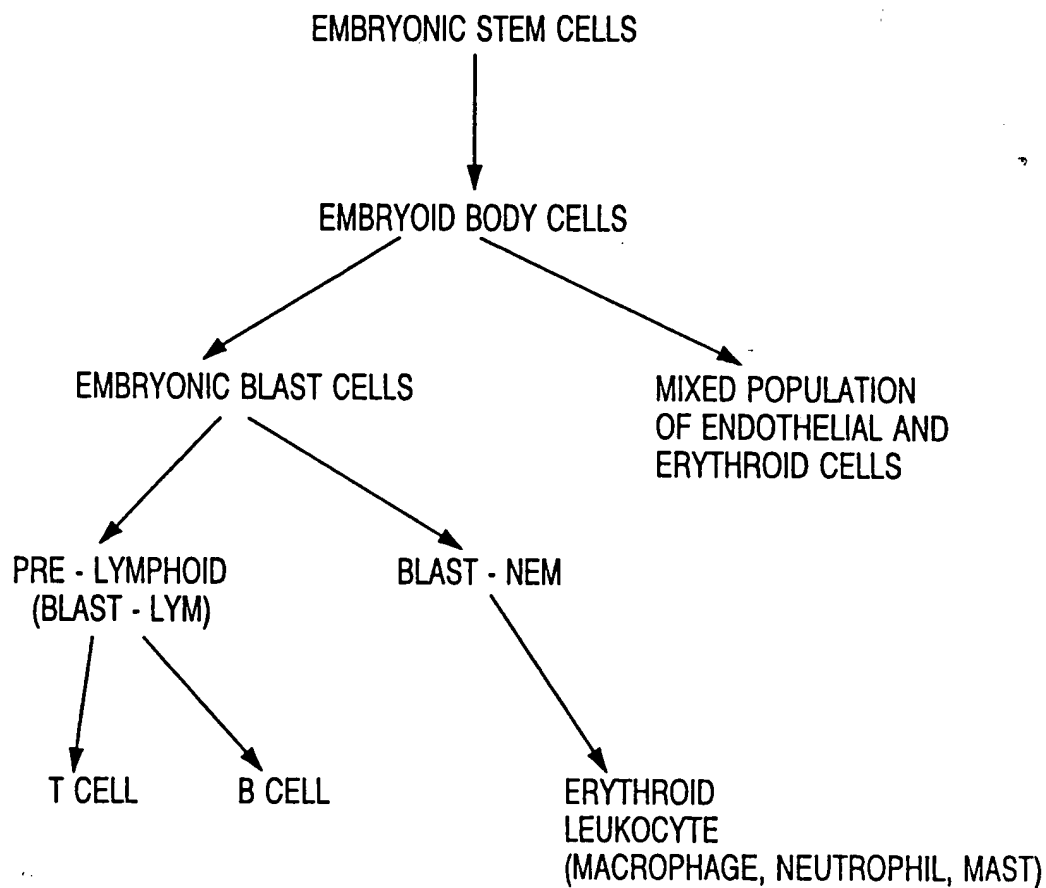 EMBRYONIC STEM CELLS
EMBRYOID BODY CELLS
EMBRYONIC BLAST CELLS
MIXED POPULATION
OF ENDOTHELIAL AND
ERYTHROID CELLS
PRE - LYMPHOID
(BLAST - LYM)
BLAST - NEM
T CELL
B CELL
ERYTHROID
LEUKOCYTE
(MACROPHAGE, NEUTROPHIL, MAST)